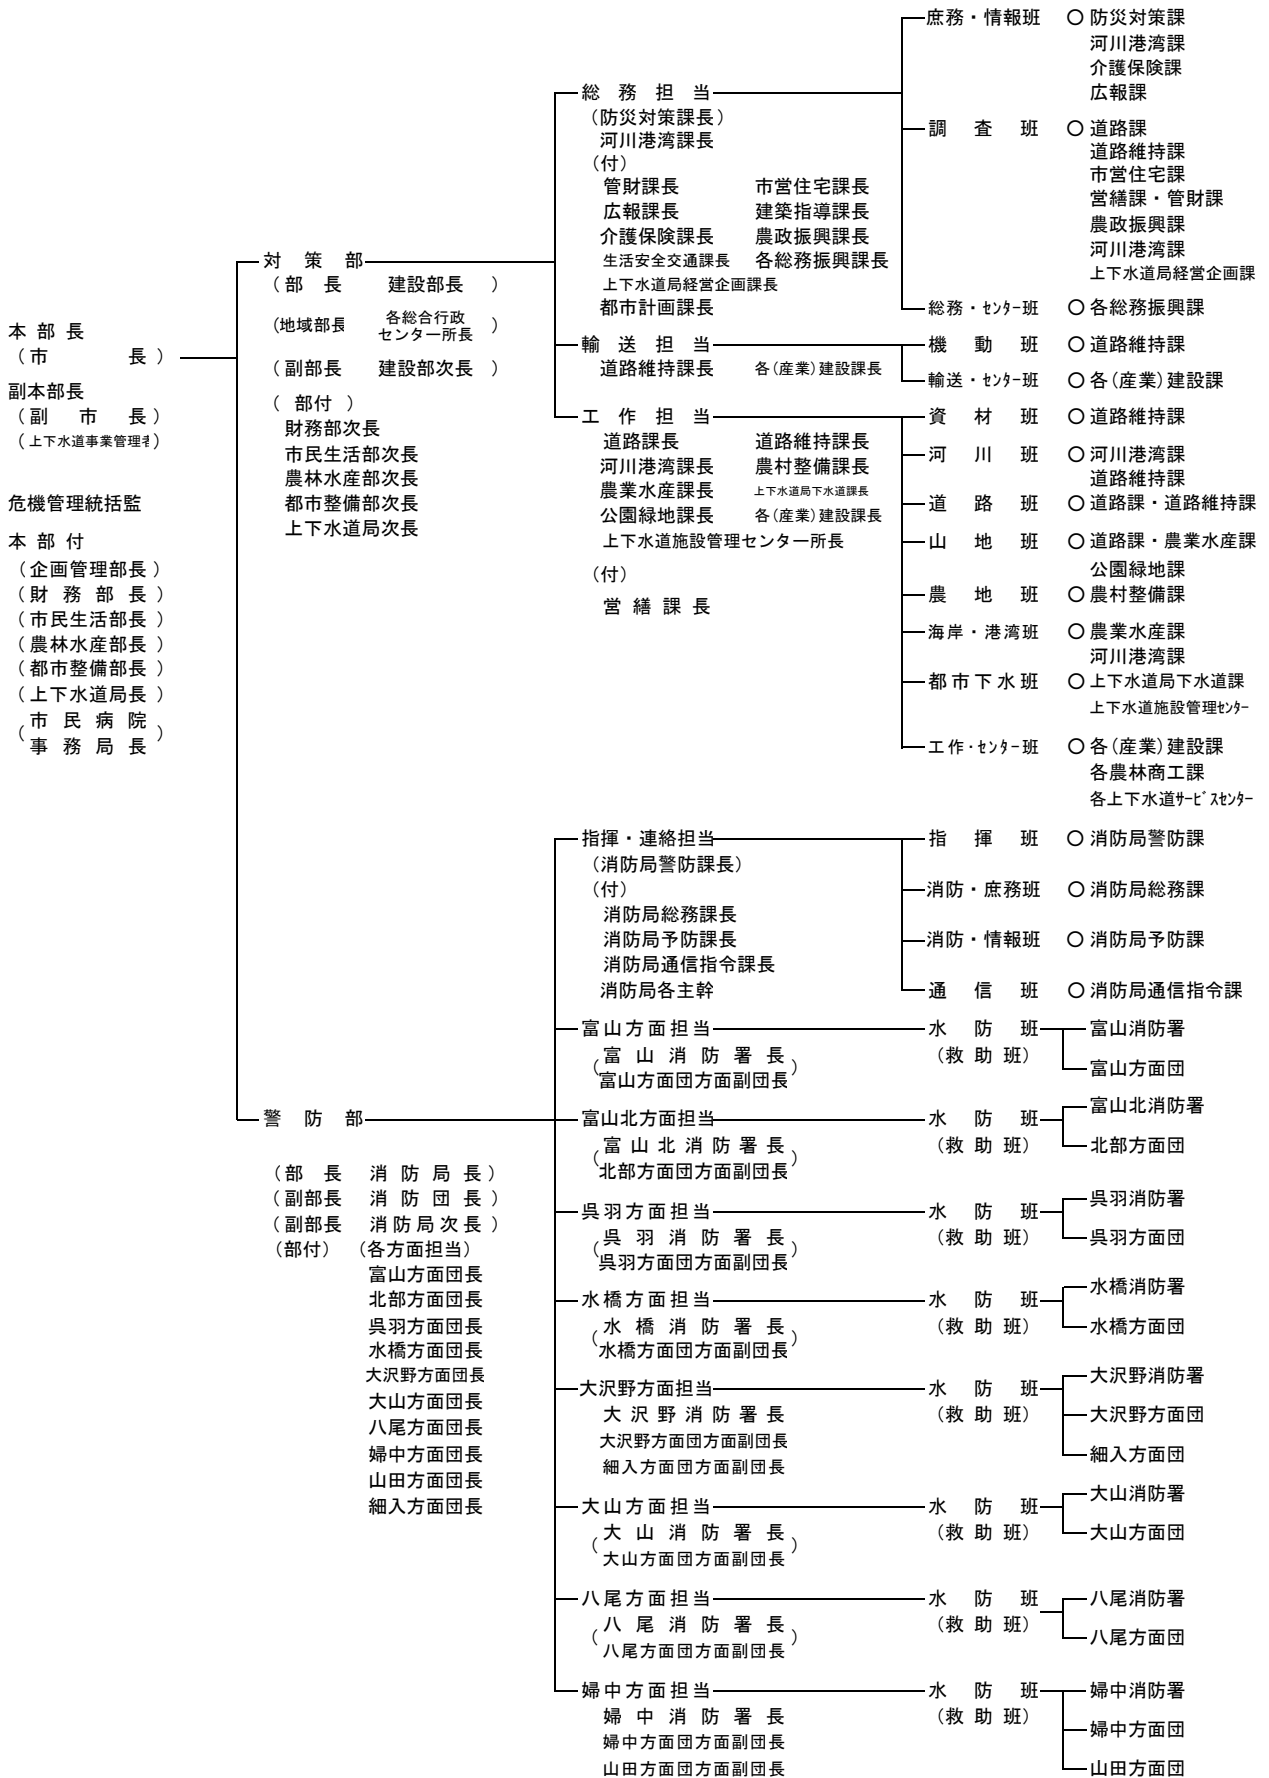 本部長
（市長）
副本部長
（副市長）
（上下水道事業管理者）
危機管理統括監
本部付
（企画管理部長）
（財務部長）
（市民生活部長）
（農林水産部長）
（都市整備部長）
（上下水道局長）
（市民病院
事務局長）
対策部
（部長 建設部長）
（地域部長 各総合行政
センター所長）
（副部長 建設部次長）
（部付）
財務部次長
市民生活部次長
農林水産部次長
都市整備部次長
上下水道局次長
総務担当
（防災対策課長）
河川港湾課長
（付）
管財課長 市営住宅課長
広報課長 建築指導課長
介護保険課長 農政振興課長
生活安全交通課長 各総務振興課長
上下水道局経営企画課長
都市計画課長
庶務・情報班 〇 防災対策課
河川港湾課
介護保険課
広報課
調査班 〇 道路課
道路維持課
市営住宅課
営繕課・管財課
農政振興課
河川港湾課
上下水道局経営企画課
総務・ｾﾝﾀｰ班 〇 各総務振興課
輸送担当
道路維持課長 各(産業)建設課長
機動班 〇 道路維持課
輸送・ｾﾝﾀｰ班 〇 各(産業)建設課
工作担当
道路課長 道路維持課長
河川港湾課長 農村整備課長
農業水産課長 上下水道局下水道課長
公園緑地課長 各(産業)建設課長
上下水道施設管理センター所長
（付）
営繕課長
資材班 〇 道路維持課
河川班 〇 河川港湾課
道路維持課
道路班 〇 道路課・道路維持課
山地班 〇 道路課・農業水産課
公園緑地課
農地班 〇 農村整備課
海岸・港湾班 〇 農業水産課
河川港湾課
都市下水班 〇 上下水道局下水道課
上下水道施設管理ｾﾝﾀｰ
工作・ｾﾝﾀｰ班 〇 各(産業)建設課
各農林商工課
各上下水道ｻｰﾋﾞｽｾﾝﾀｰ
警防部
（部長 消防局長）
（副部長 消防団長）
（副部長 消防局次長）
（部付）（各方面担当）
富山方面団長
北部方面団長
呉羽方面団長
水橋方面団長
大沢野方面団長
大山方面団長
八尾方面団長
婦中方面団長
山田方面団長
細入方面団長
指揮・連絡担当
（消防局警防課長）
（付）
消防局総務課長
消防局予防課長
消防局通信指令課長
消防局各主幹
指揮班 〇 消防局警防課
消防・庶務班 〇 消防局総務課
消防・情報班 〇 消防局予防課
通信班 〇 消防局通信指令課
富山方面担当
（富山消防署長
富山方面団方面副団長）
水防班
（救助班）
富山消防署
富山方面団
富山北方面担当
（富山北消防署長
北部方面団方面副団長）
水防班
（救助班）
富山北消防署
北部方面団
呉羽方面担当
（呉羽消防署長
呉羽方面団方面副団長）
水防班
（救助班）
呉羽消防署
呉羽方面団
水橋方面担当
（水橋消防署長
水橋方面団方面副団長）
水防班
（救助班）
水橋消防署
水橋方面団
大沢野方面担当
大沢野消防署長
大沢野方面団方面副団長
細入方面団方面副団長
水防班
（救助班）
大沢野消防署
大沢野方面団
細入方面団
大山方面担当
（大山消防署長
大山方面団方面副団長）
水防班
（救助班）
大山消防署
大山方面団
八尾方面担当
（八尾消防署長
八尾方面団方面副団長）
水防班
（救助班）
八尾消防署
八尾方面団
婦中方面担当
婦中消防署長
婦中方面団方面副団長
山田方面団方面副団長
水防班
（救助班）
婦中消防署
婦中方面団
山田方面団